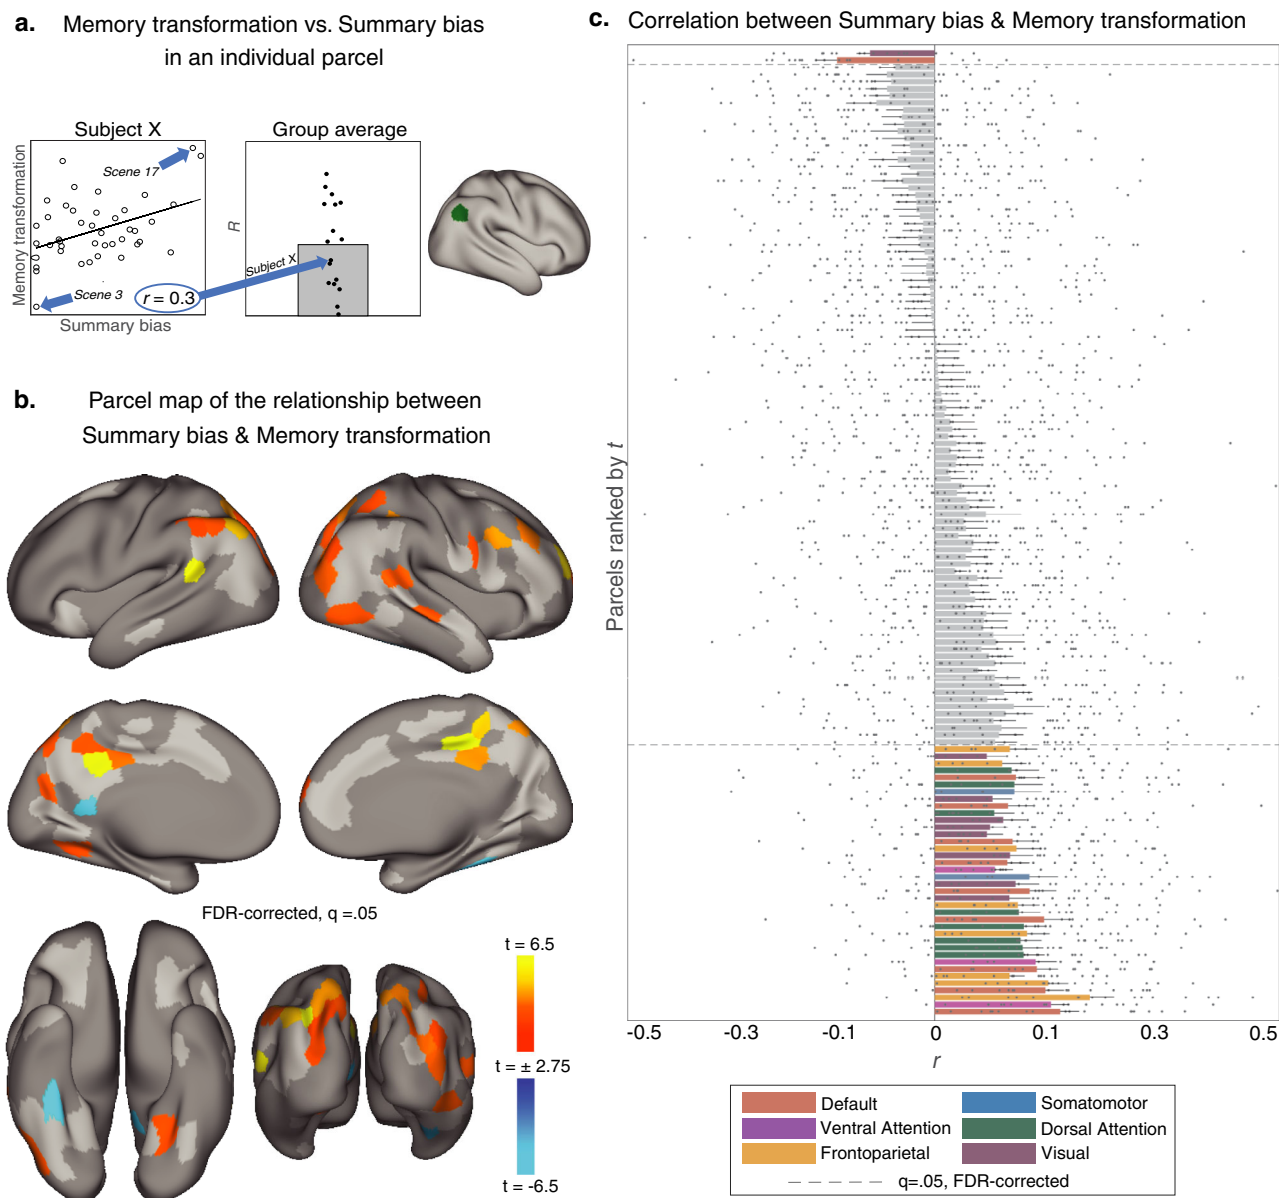 a. Memory transformation vs. Summary bias
in an individual parcel
Subject X
Group average
Memory transformation
Scene 17
Scene 3
r = 0.3
Summary bias
R
Subject X
b. Parcel map of the relationship between
Summary bias & Memory transformation
FDR-corrected, q =.05
t = 6.5
t = ± 2.75
t = -6.5
c. Correlation between Summary bias & Memory transformation
Parcels ranked by t
-0.5 -0.3 -0.1 0 0.1 0.3 0.5
r
Default
Somatomotor
Ventral Attention
Dorsal Attention
Frontoparietal
Visual
q=.05, FDR-corrected